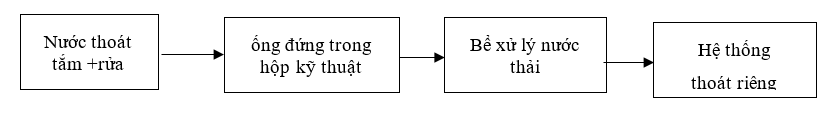 Nước thoát
tắm +rửa
ống đứng trong
hộp kỹ thuật
Bể xử lý nước
thải
Hệ thống
thoát riêng